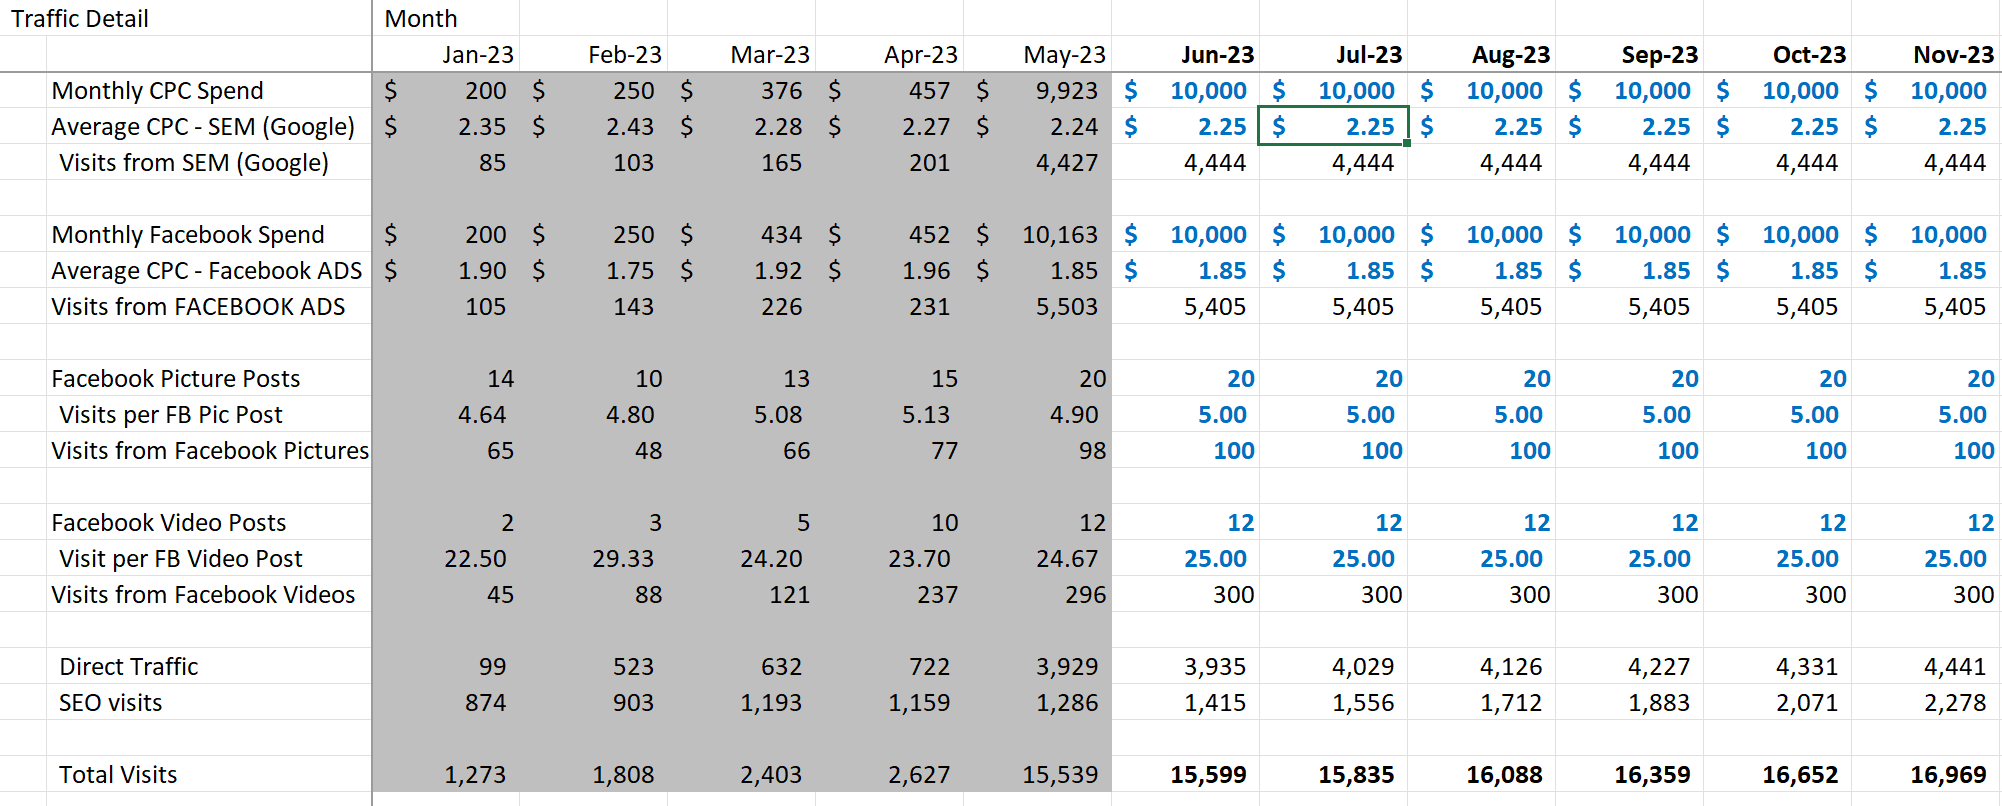 Traffic Detail Month
Jan-23 Feb-23 Mar-23 Apr-23 May-23 Jun-23 Jul-23 Aug-23 Sep-23 Oct-23 Nov-23
Monthly CPC Spend $ 200 $ 250 $ 376 $ 457 $ 9,923 $ 10,000 $ 10,000 $ 10,000 $ 10,000 $ 10,000 $ 10,000
Average CPC - SEM (Google) $ 2.35 $ 2.43 $ 2.28 $ 2.27 $ 2.24 $ 2.25 $ 2.25 $ 2.25 $ 2.25 $ 2.25 $ 2.25
Visits from SEM (Google) 85 103 165 201 4,427 4,444 4,444 4,444 4,444 4,444 4,444
Monthly Facebook Spend $ 200 $ 250 $ 434 $ 452 $ 10,163 $ 10,000 $ 10,000 $ 10,000 $ 10,000 $ 10,000 $ 10,000
Average CPC - Facebook ADS $ 1.90 $ 1.75 $ 1.92 $ 1.96 $ 1.85 $ 1.85 $ 1.85 $ 1.85 $ 1.85 $ 1.85 $ 1.85
Visits from FACEBOOK ADS 105 143 226 231 5,503 5,405 5,405 5,405 5,405 5,405 5,405
Facebook Picture Posts 14 10 13 15 20 20 20 20 20 20 20
Visits per FB Pic Post 4.64 4.80 5.08 5.13 4.90 5.00 5.00 5.00 5.00 5.00 5.00
Visits from Facebook Pictures 65 48 66 77 98 100 100 100 100 100 100
Facebook Video Posts 2 3 5 10 12 12 12 12 12 12 12
Visit per FB Video Post 22.50 29.33 24.20 23.70 24.67 25.00 25.00 25.00 25.00 25.00 25.00
Visits from Facebook Videos 45 88 121 237 296 300 300 300 300 300 300
Direct Traffic 99 523 632 722 3,929 3,935 4,029 4,126 4,227 4,331 4,441
SEO visits 874 903 1,193 1,159 1,286 1,415 1,556 1,712 1,883 2,071 2,278
Total Visits 1,273 1,808 2,403 2,627 15,539 15,599 15,835 16,088 16,359 16,652 16,969